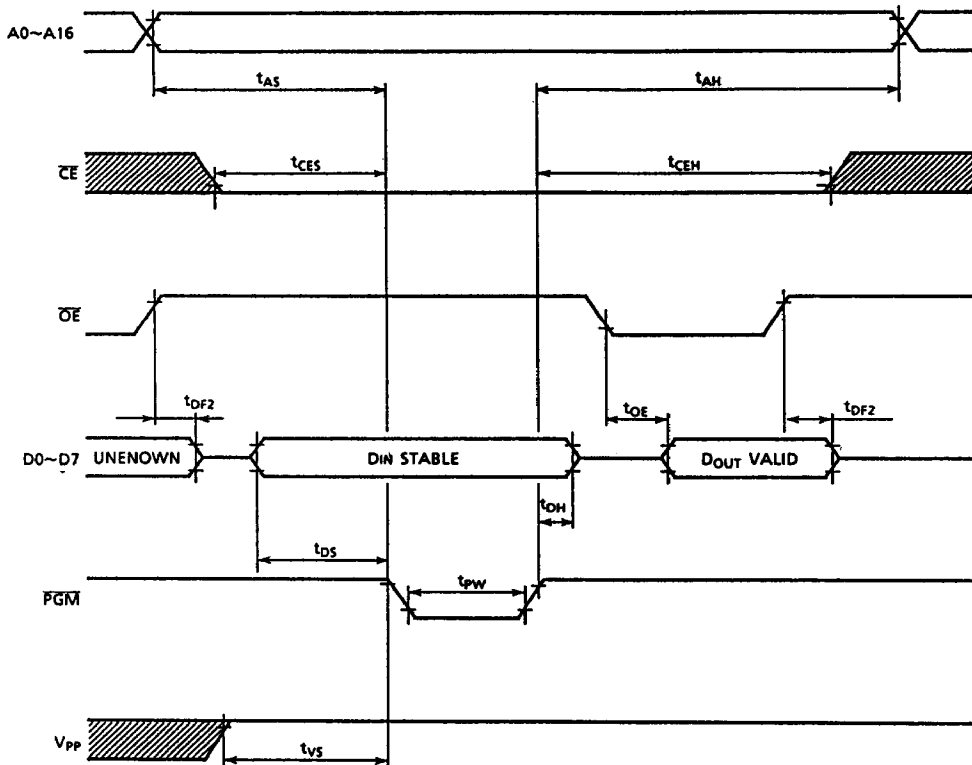 A0~A16
tAS
tAH
CE
tCES
tCEH
OE
tDF2
tOE
tDF2
D0~D7
UNENOWN
DIN STABLE
DOUT VALID
tDH
tDS
PGM
tPW
VPP
tVS